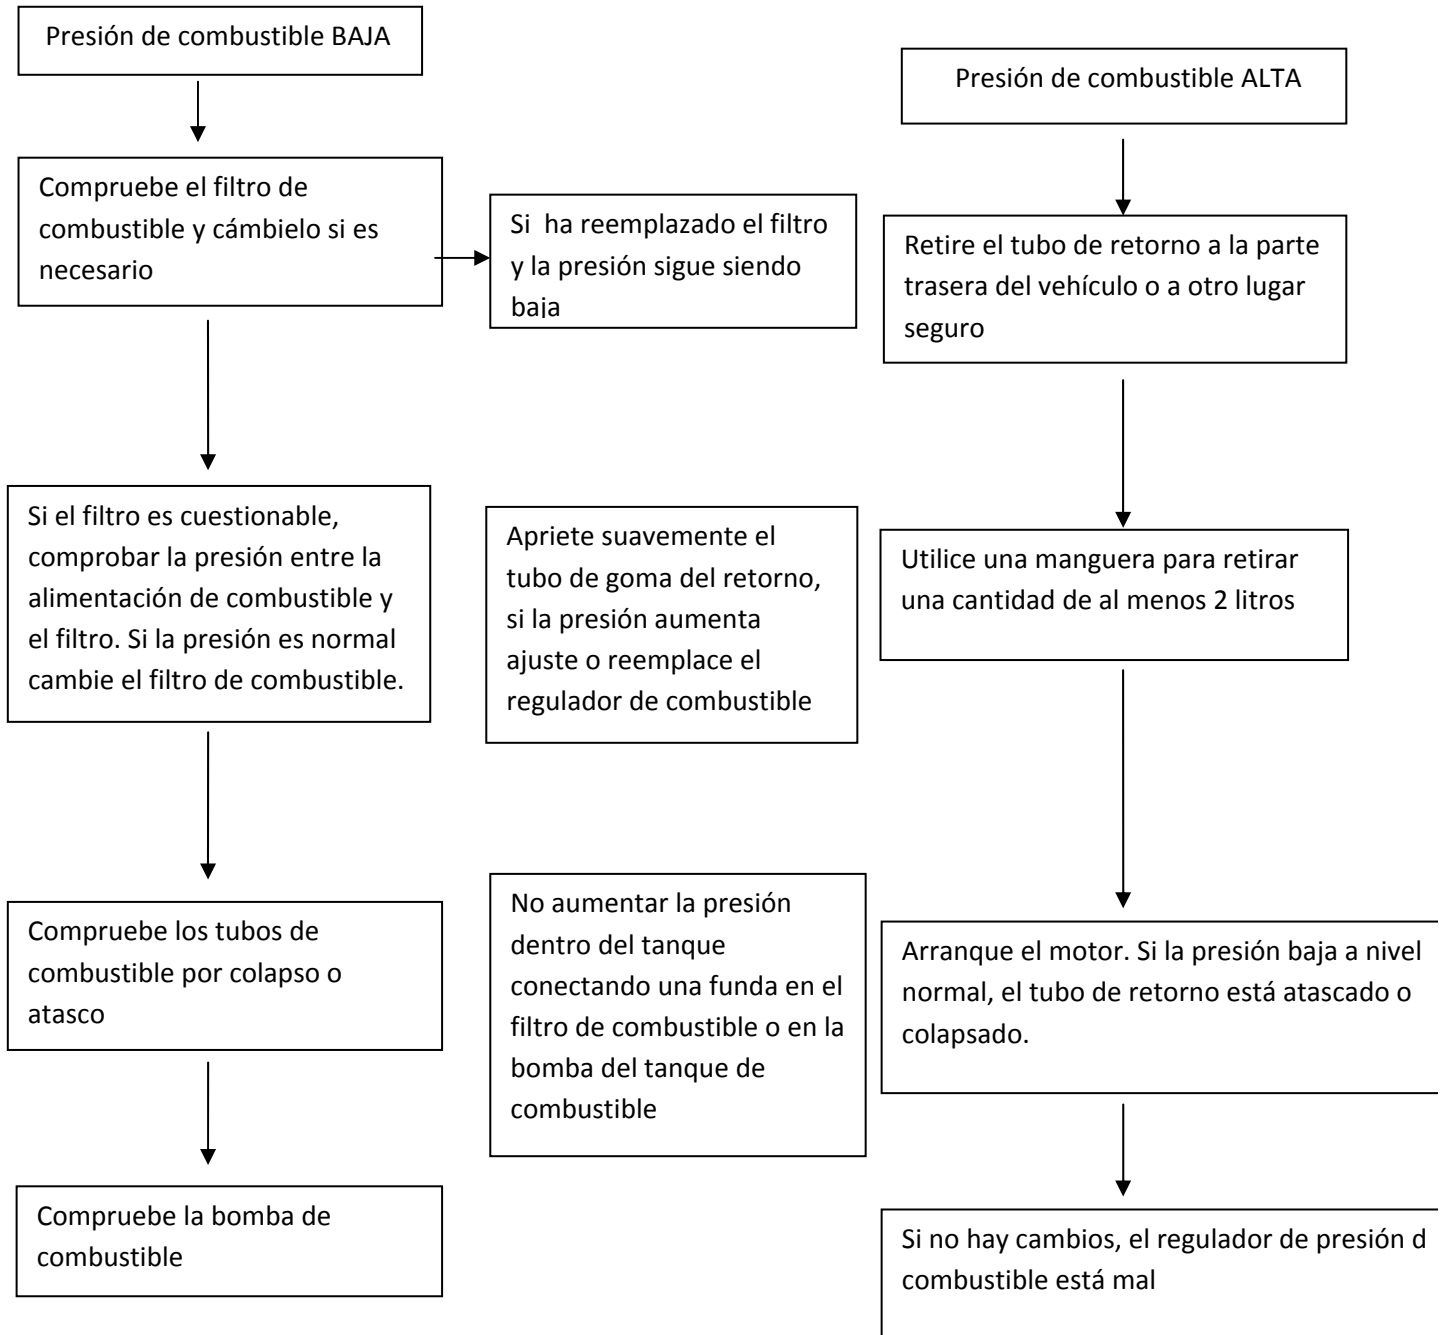 Presión de combustible BAJA
Compruebe el filtro de
combustible y cámbielo si es
necesario
Si ha reemplazado el filtro
y la presión sigue siendo
baja
Si el filtro es cuestionable,
comprobar la presión entre la
alimentación de combustible y
el filtro. Si la presión es normal
cambie el filtro de combustible.
Apriete suavemente el
tubo de goma del retorno,
si la presión aumenta
ajuste o reemplace el
regulador de combustible
Compruebe los tubos de
combustible por colapso o
atasco
No aumentar la presión
dentro del tanque
conectando una funda en el
filtro de combustible o en la
bomba del tanque de
combustible
Compruebe la bomba de
combustible
Presión de combustible ALTA
Retire el tubo de retorno a la parte
trasera del vehículo o a otro lugar
seguro
Utilice una manguera para retirar
una cantidad de al menos 2 litros
Arranque el motor. Si la presión baja a nivel
normal, el tubo de retorno está atascado o
colapsado.
Si no hay cambios, el regulador de presión d
combustible está mal